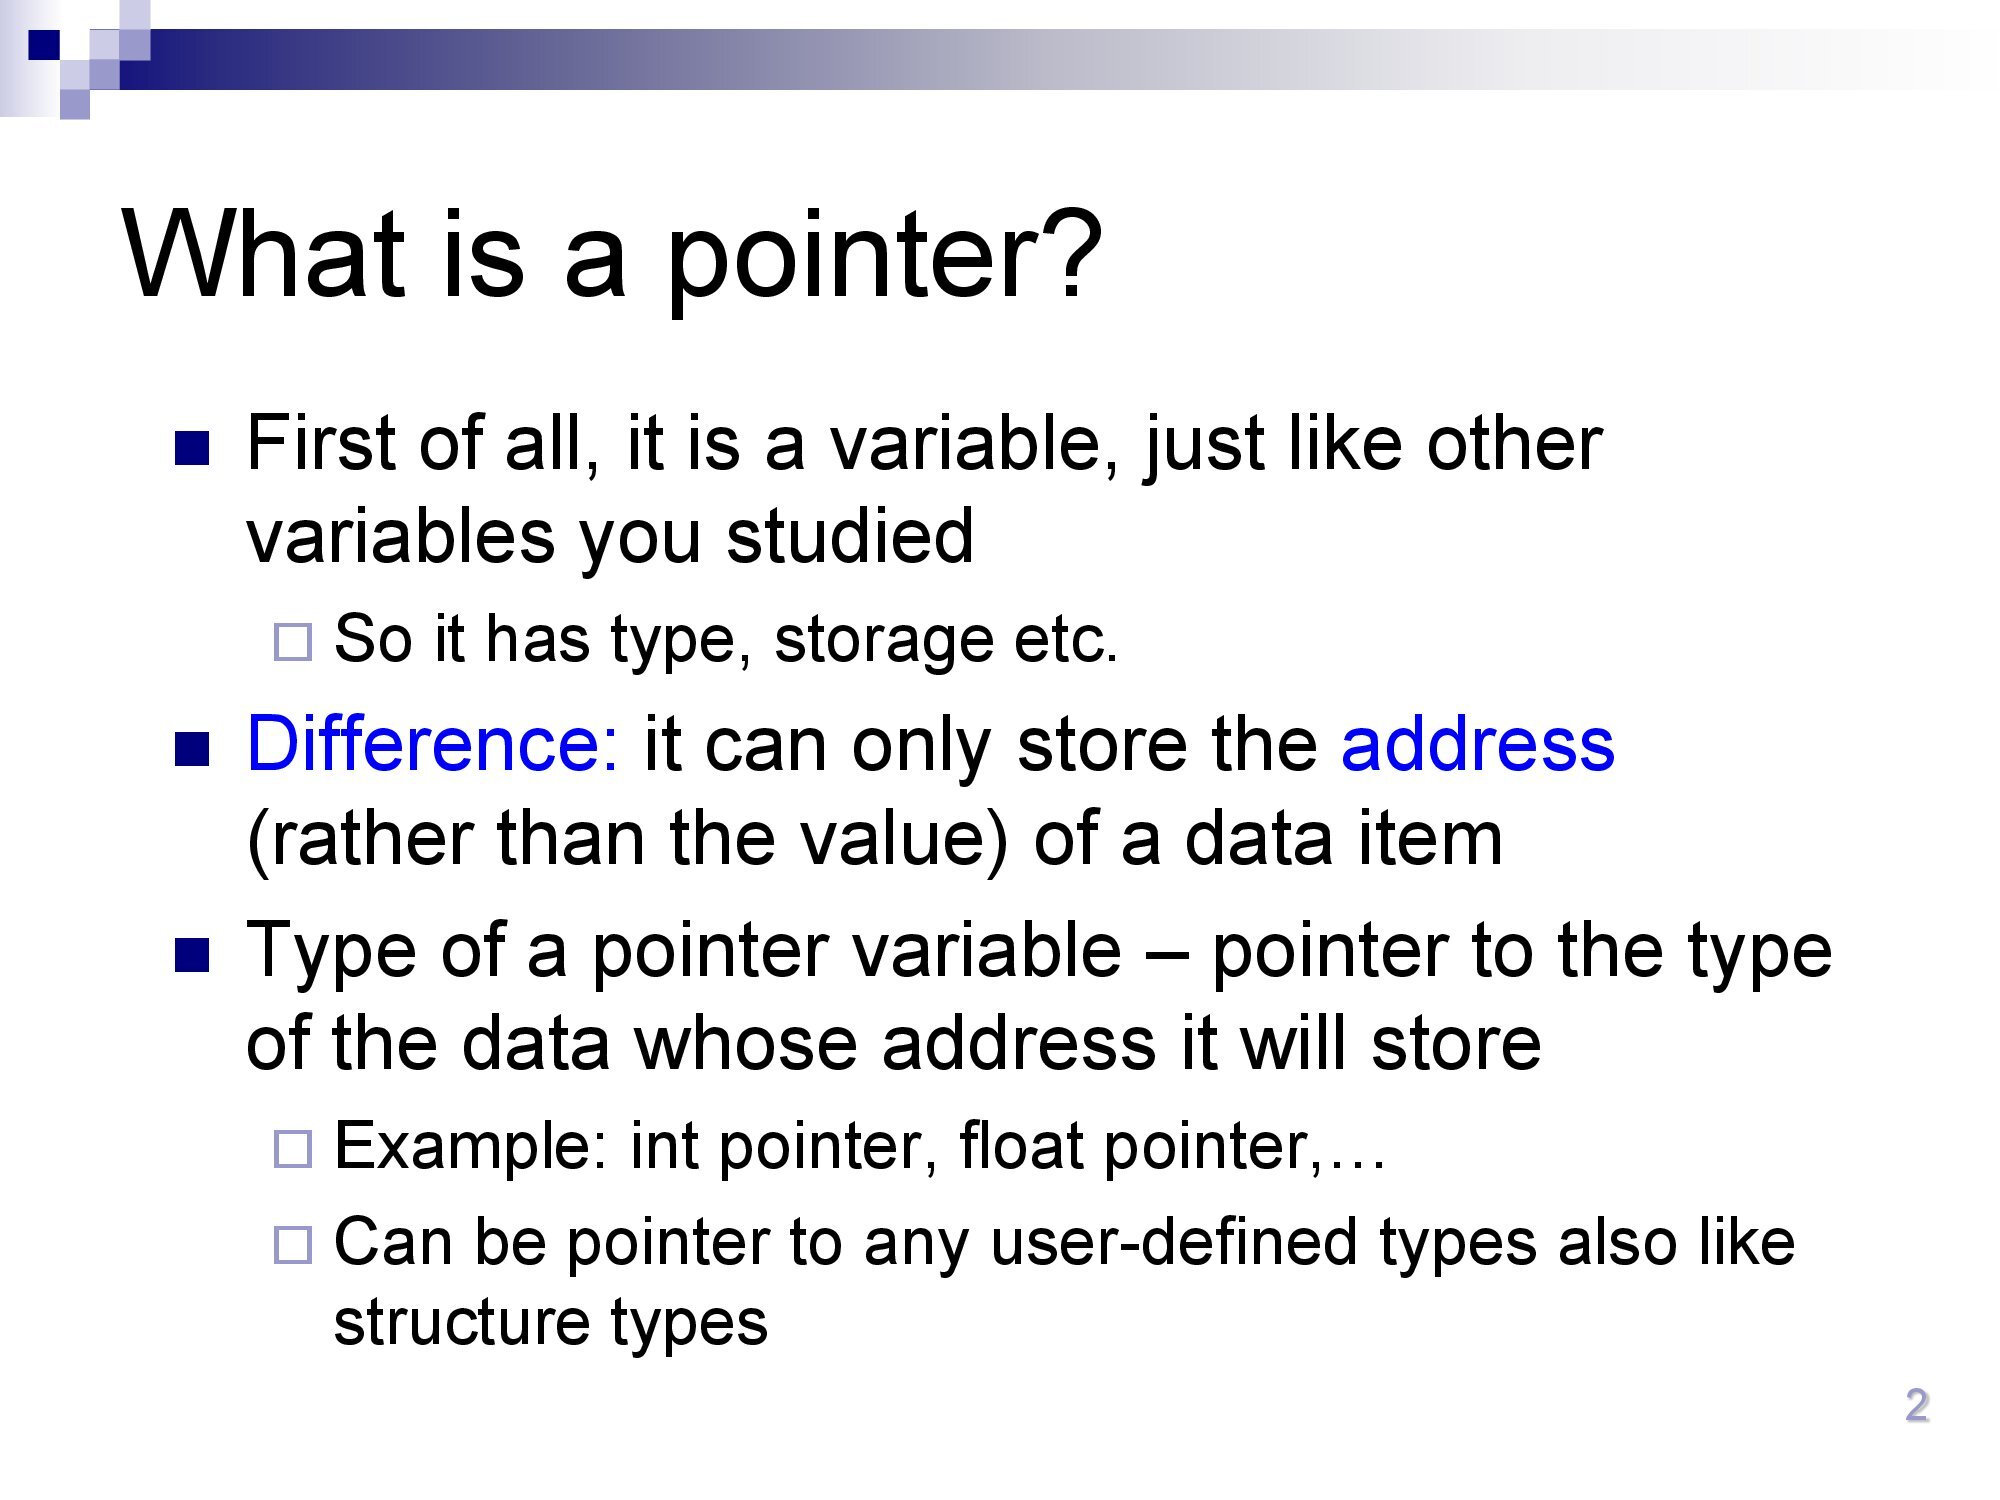 What is a pointer?
First of all, it is a variable, just like other
variables you studied
So it has type, storage etc.
Difference: it can only store the address
(rather than the value) of a data item
Type of a pointer variable – pointer to the type
of the data whose address it will store
Example: int pointer, float pointer,…
Can be pointer to any user-defined types also like
structure types
2